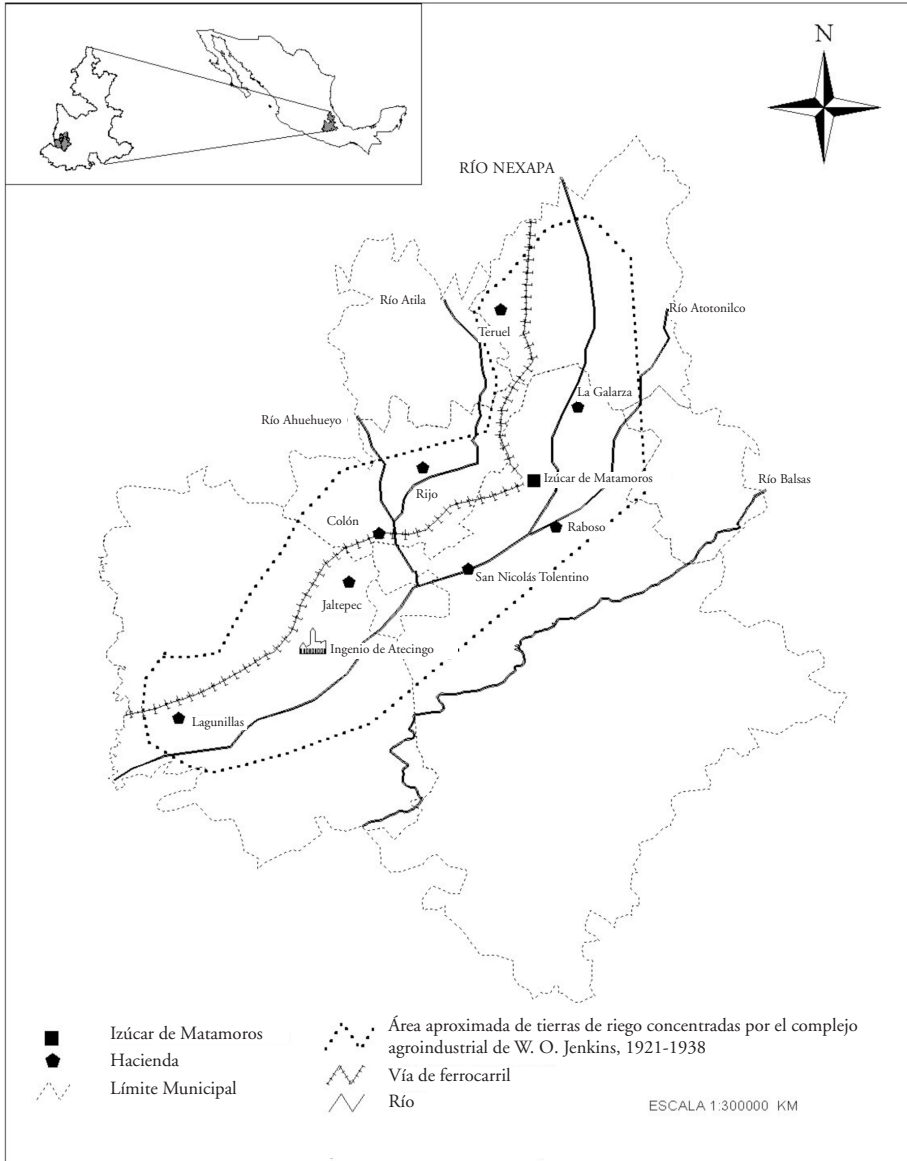 N
RÍO NEXAPA
Río Atila
Río Atotonilco
Teruel
La Galarza
Río Ahuehueyo
Río Balsas
Izúcar de Matamoros
Rijo
Colón
Raboso
San Nicolás Tolentino
Jaltepec
Ingenio de Atecingo
Lagunillas
Izúcar de Matamoros
Hacienda
Límite Municipal
Área aproximada de tierras de riego concentradas por el complejo
agroindustrial de W. O. Jenkins, 1921-1938
Vía de ferrocarril
Río
ESCALA 1:300000 KM